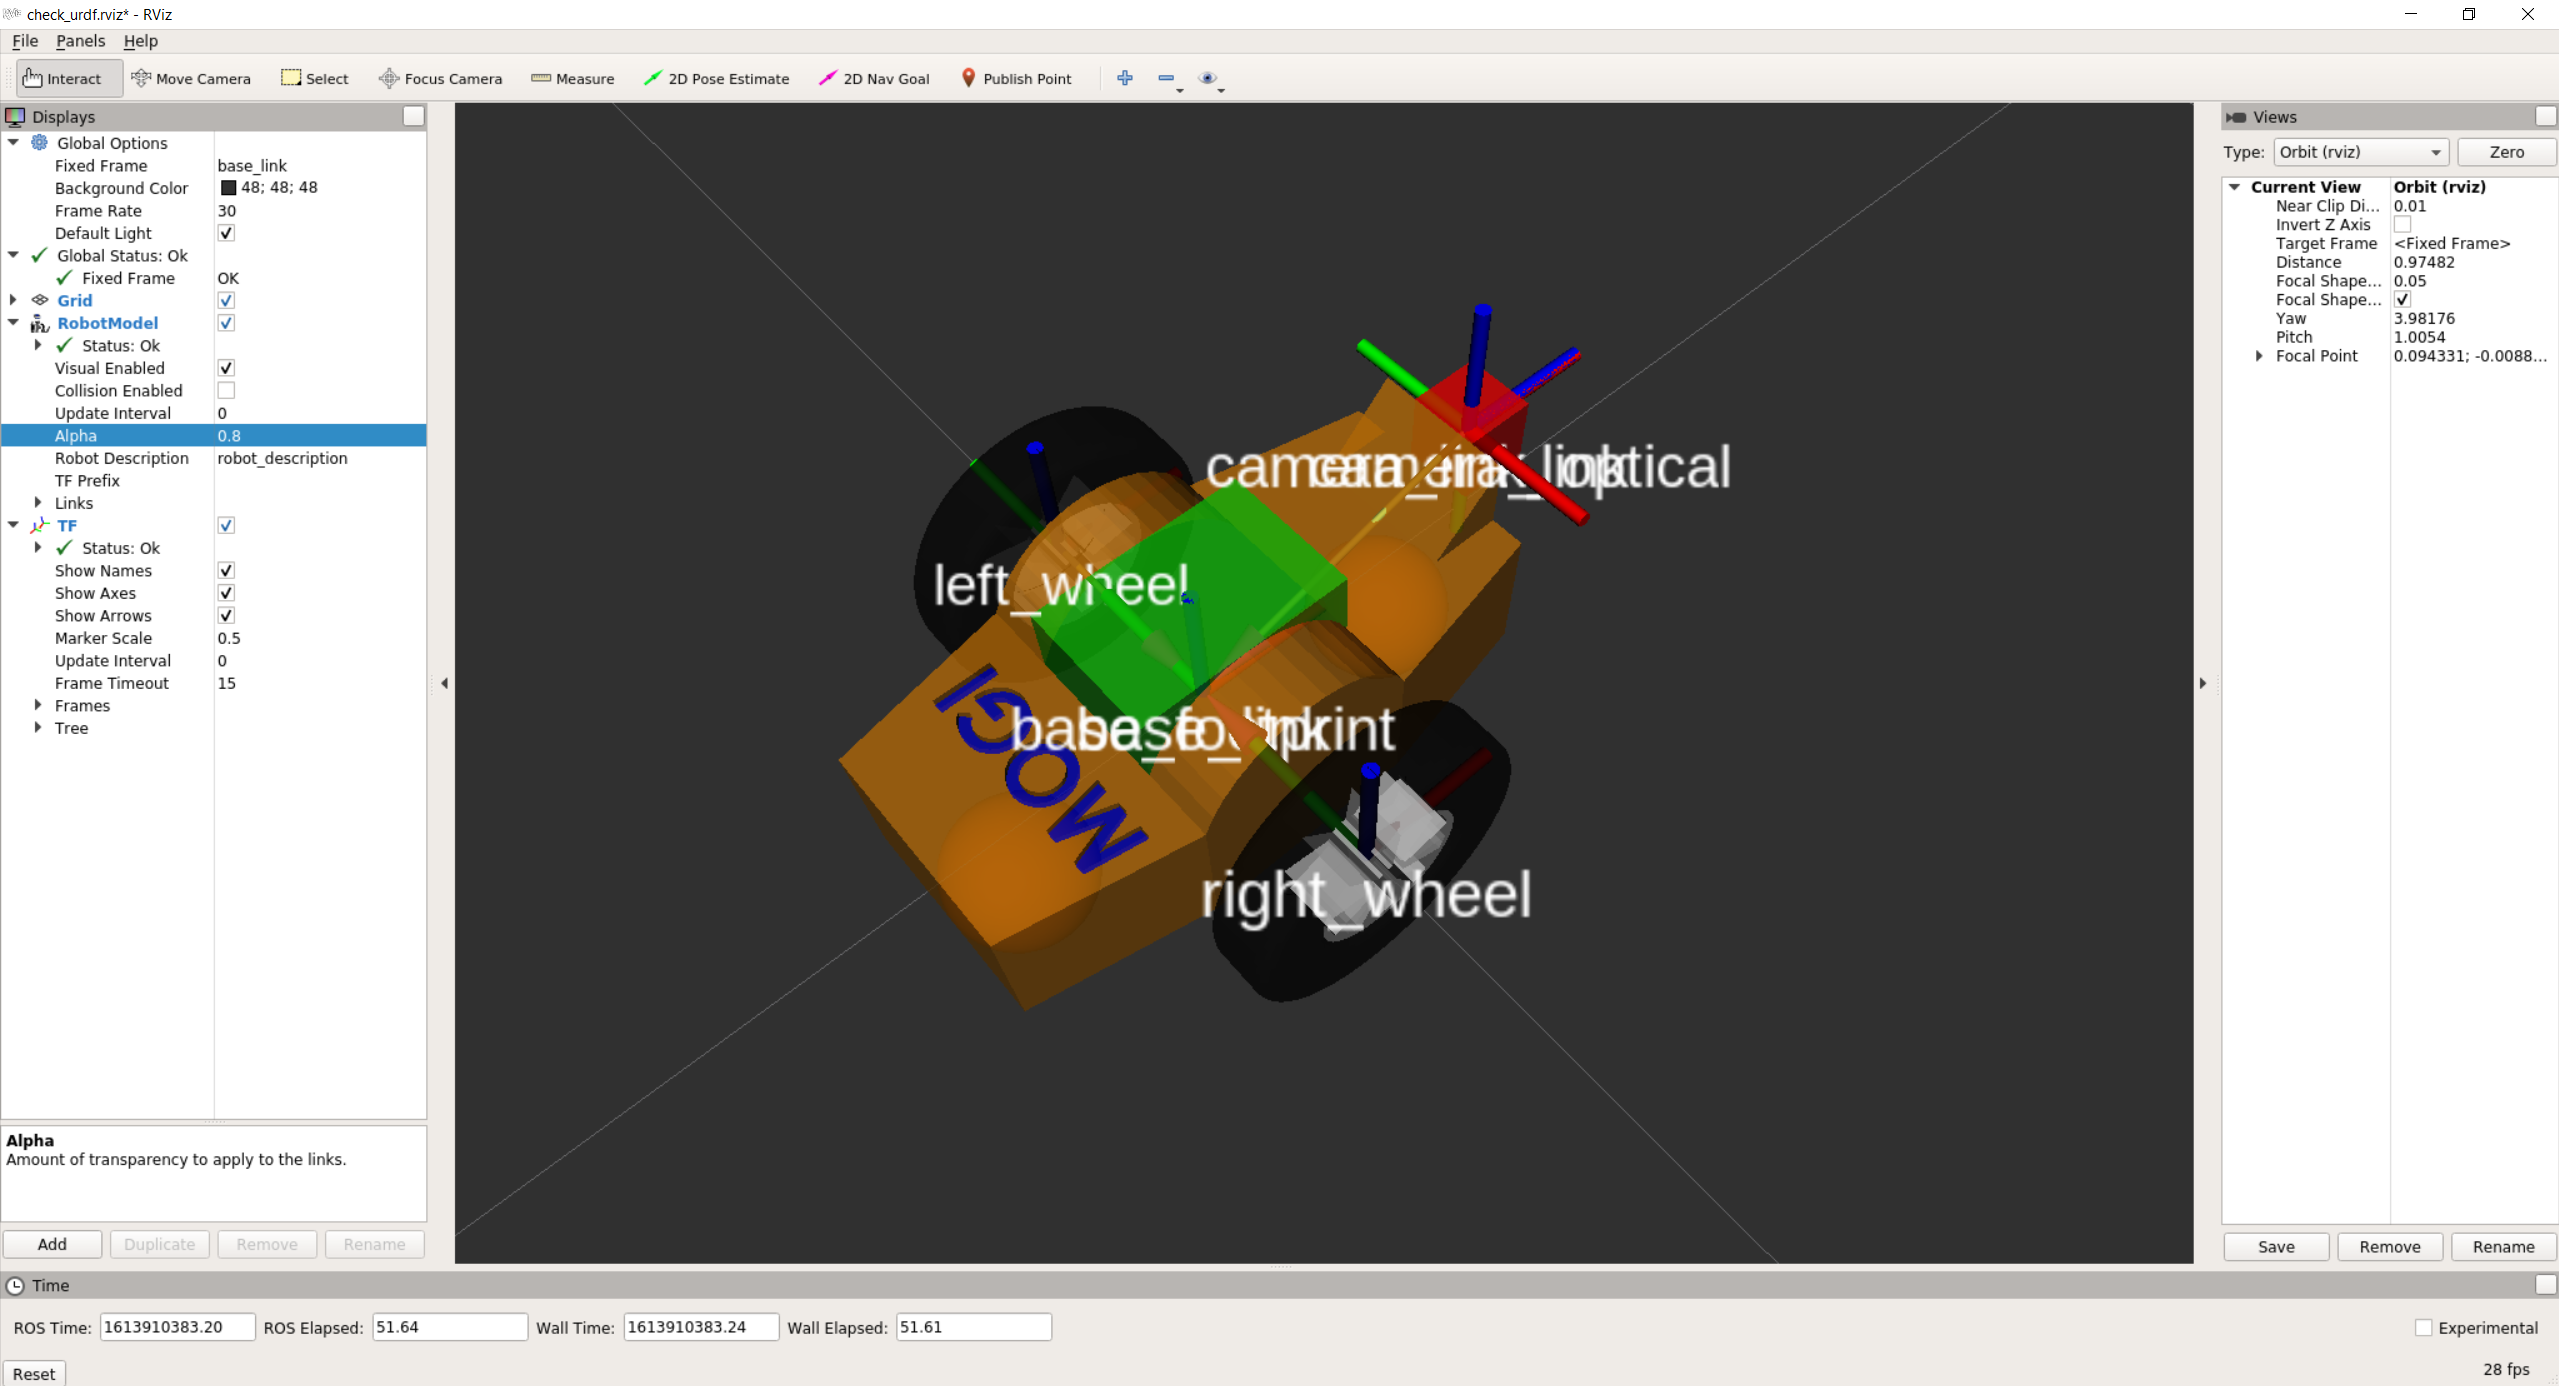 check_urdf.rviz* - RViz
File Panels Help
Interact Move Camera Select Focus Camera Measure 2D Pose Estimate 2D Nav Goal Publish Point
Displays
Global Options
Fixed Frame base_link
Background Color 48; 48; 48
Frame Rate 30
Default Light
Global Status: Ok
Fixed Frame OK
Grid
RobotModel
Status: Ok
Visual Enabled
Collision Enabled
Update Interval 0
Alpha 0.8
Robot Description robot_description
TF Prefix
Links
TF
Status: Ok
Show Names
Show Axes
Show Arrows
Marker Scale 0.5
Update Interval 0
Frame Timeout 15
Frames
Tree
Alpha
Amount of transparency to apply to the links.
Add Duplicate Remove Rename
camera_link camera_link_optical
left_wheel
MOGI
base_footprint base_link
right_wheel
Views
Type: Orbit (rviz) Zero
Current View Orbit (rviz)
Near Clip Di... 0.01
Invert Z Axis
Target Frame <Fixed Frame>
Distance 0.97482
Focal Shape... 0.05
Focal Shape...
Yaw 3.98176
Pitch 1.0054
Focal Point 0.094331; -0.0088...
Save Remove Rename
Time
ROS Time: 1613910383.20 ROS Elapsed: 51.64 Wall Time: 1613910383.24 Wall Elapsed: 51.61 Experimental
Reset 28 fps